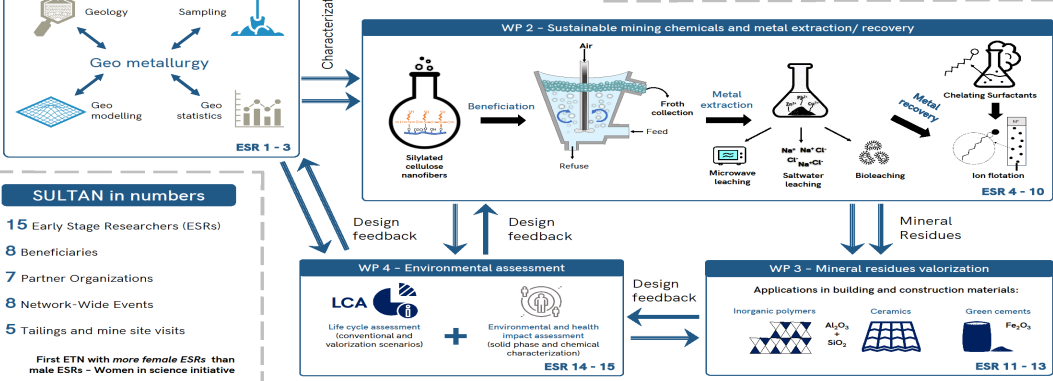 Geology
Sampling
Geo metallurgy
Geo
modelling
Geo
statistics
ESR 1 - 3
WP 2 – Sustainable mining chemicals and metal extraction/ recovery
Air
Beneficiation
Froth
collection
Feed
Refuse
Silylated
cellulose
nanofibers
Metal
extraction
Microwave
leaching
Na⁺ Na⁺Cl⁻
Cl⁻ Na⁺Cl⁻
Saltwater
leaching
Bioleaching
Metal
recovery
Chelating Surfactants
Ion flotation
ESR 4 - 10
SULTAN in numbers
15 Early Stage Researchers (ESRs)
8 Beneficiaries
7 Partner Organizations
8 Network-Wide Events
5 Tailings and mine site visits
First ETN with more female ESRs than
male ESRs – Women in science initiative
Design
feedback
Design
feedback
Mineral
Residues
WP 4 – Environmental assessment
LCA
Life cycle assessment
(conventional and
valorization scenarios)
+
Environmental and health
impact assessment
(solid phase and chemical
characterization)
ESR 14 - 15
Design
feedback
WP 3 – Mineral residues valorization
Applications in building and construction materials:
Inorganic polymers
Al₂O₃
+
SiO₂
Ceramics
Green cements
Fe₂O₃
ESR 11 - 13